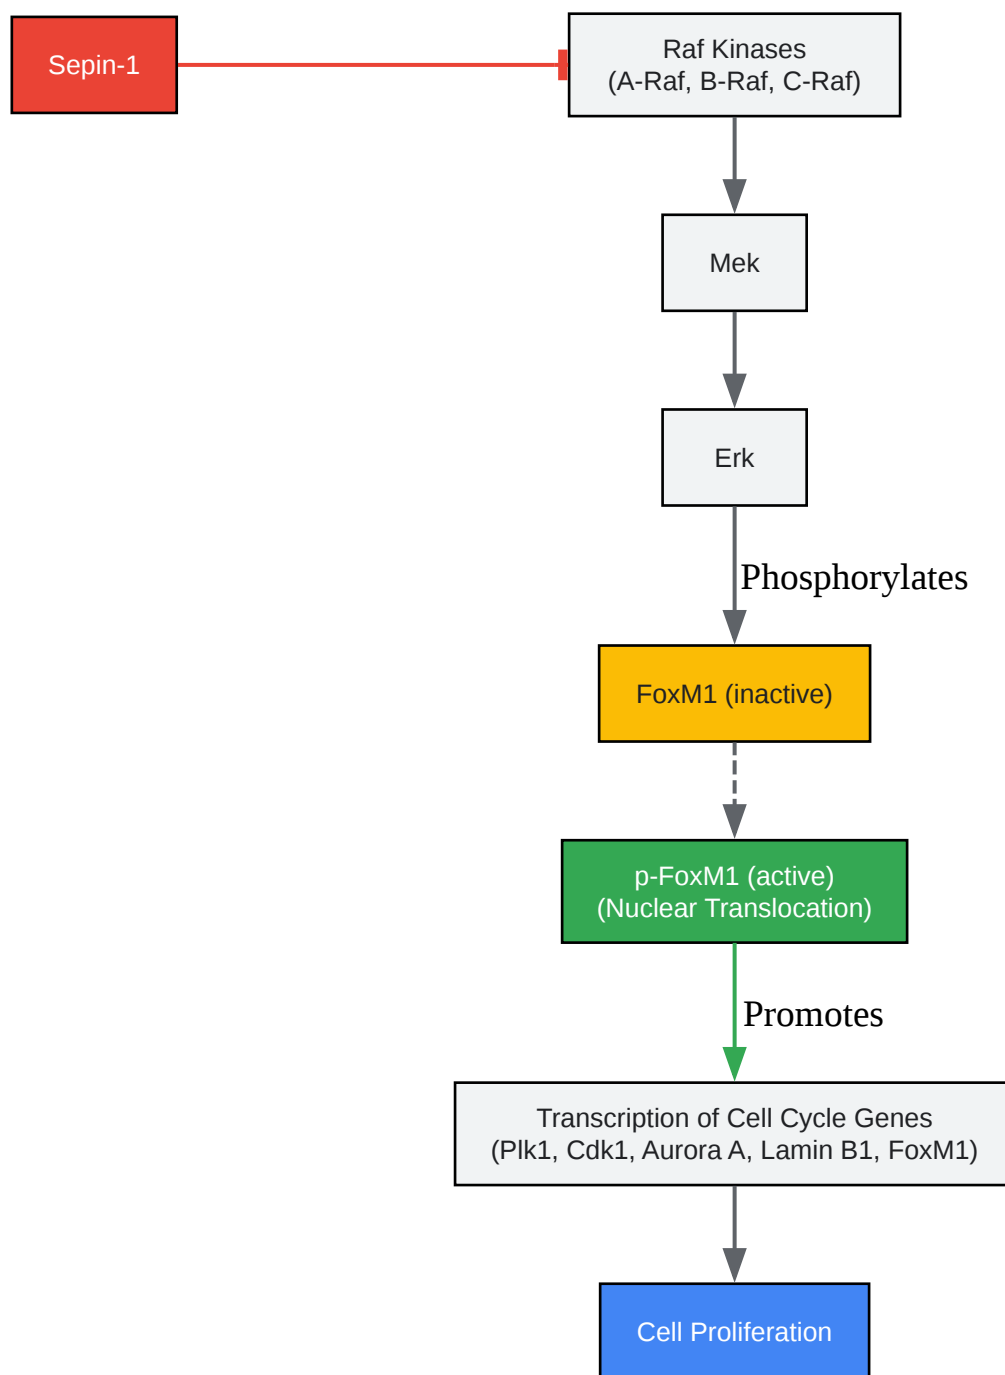 Sepin-1
Raf Kinases
(A-Raf, B-Raf, C-Raf)
Mek
Erk
Phosphorylates
FoxM1 (inactive)
p-FoxM1 (active)
(Nuclear Translocation)
Promotes
Transcription of Cell Cycle Genes
(Plk1, Cdk1, Aurora A, Lamin B1, FoxM1)
Cell Proliferation